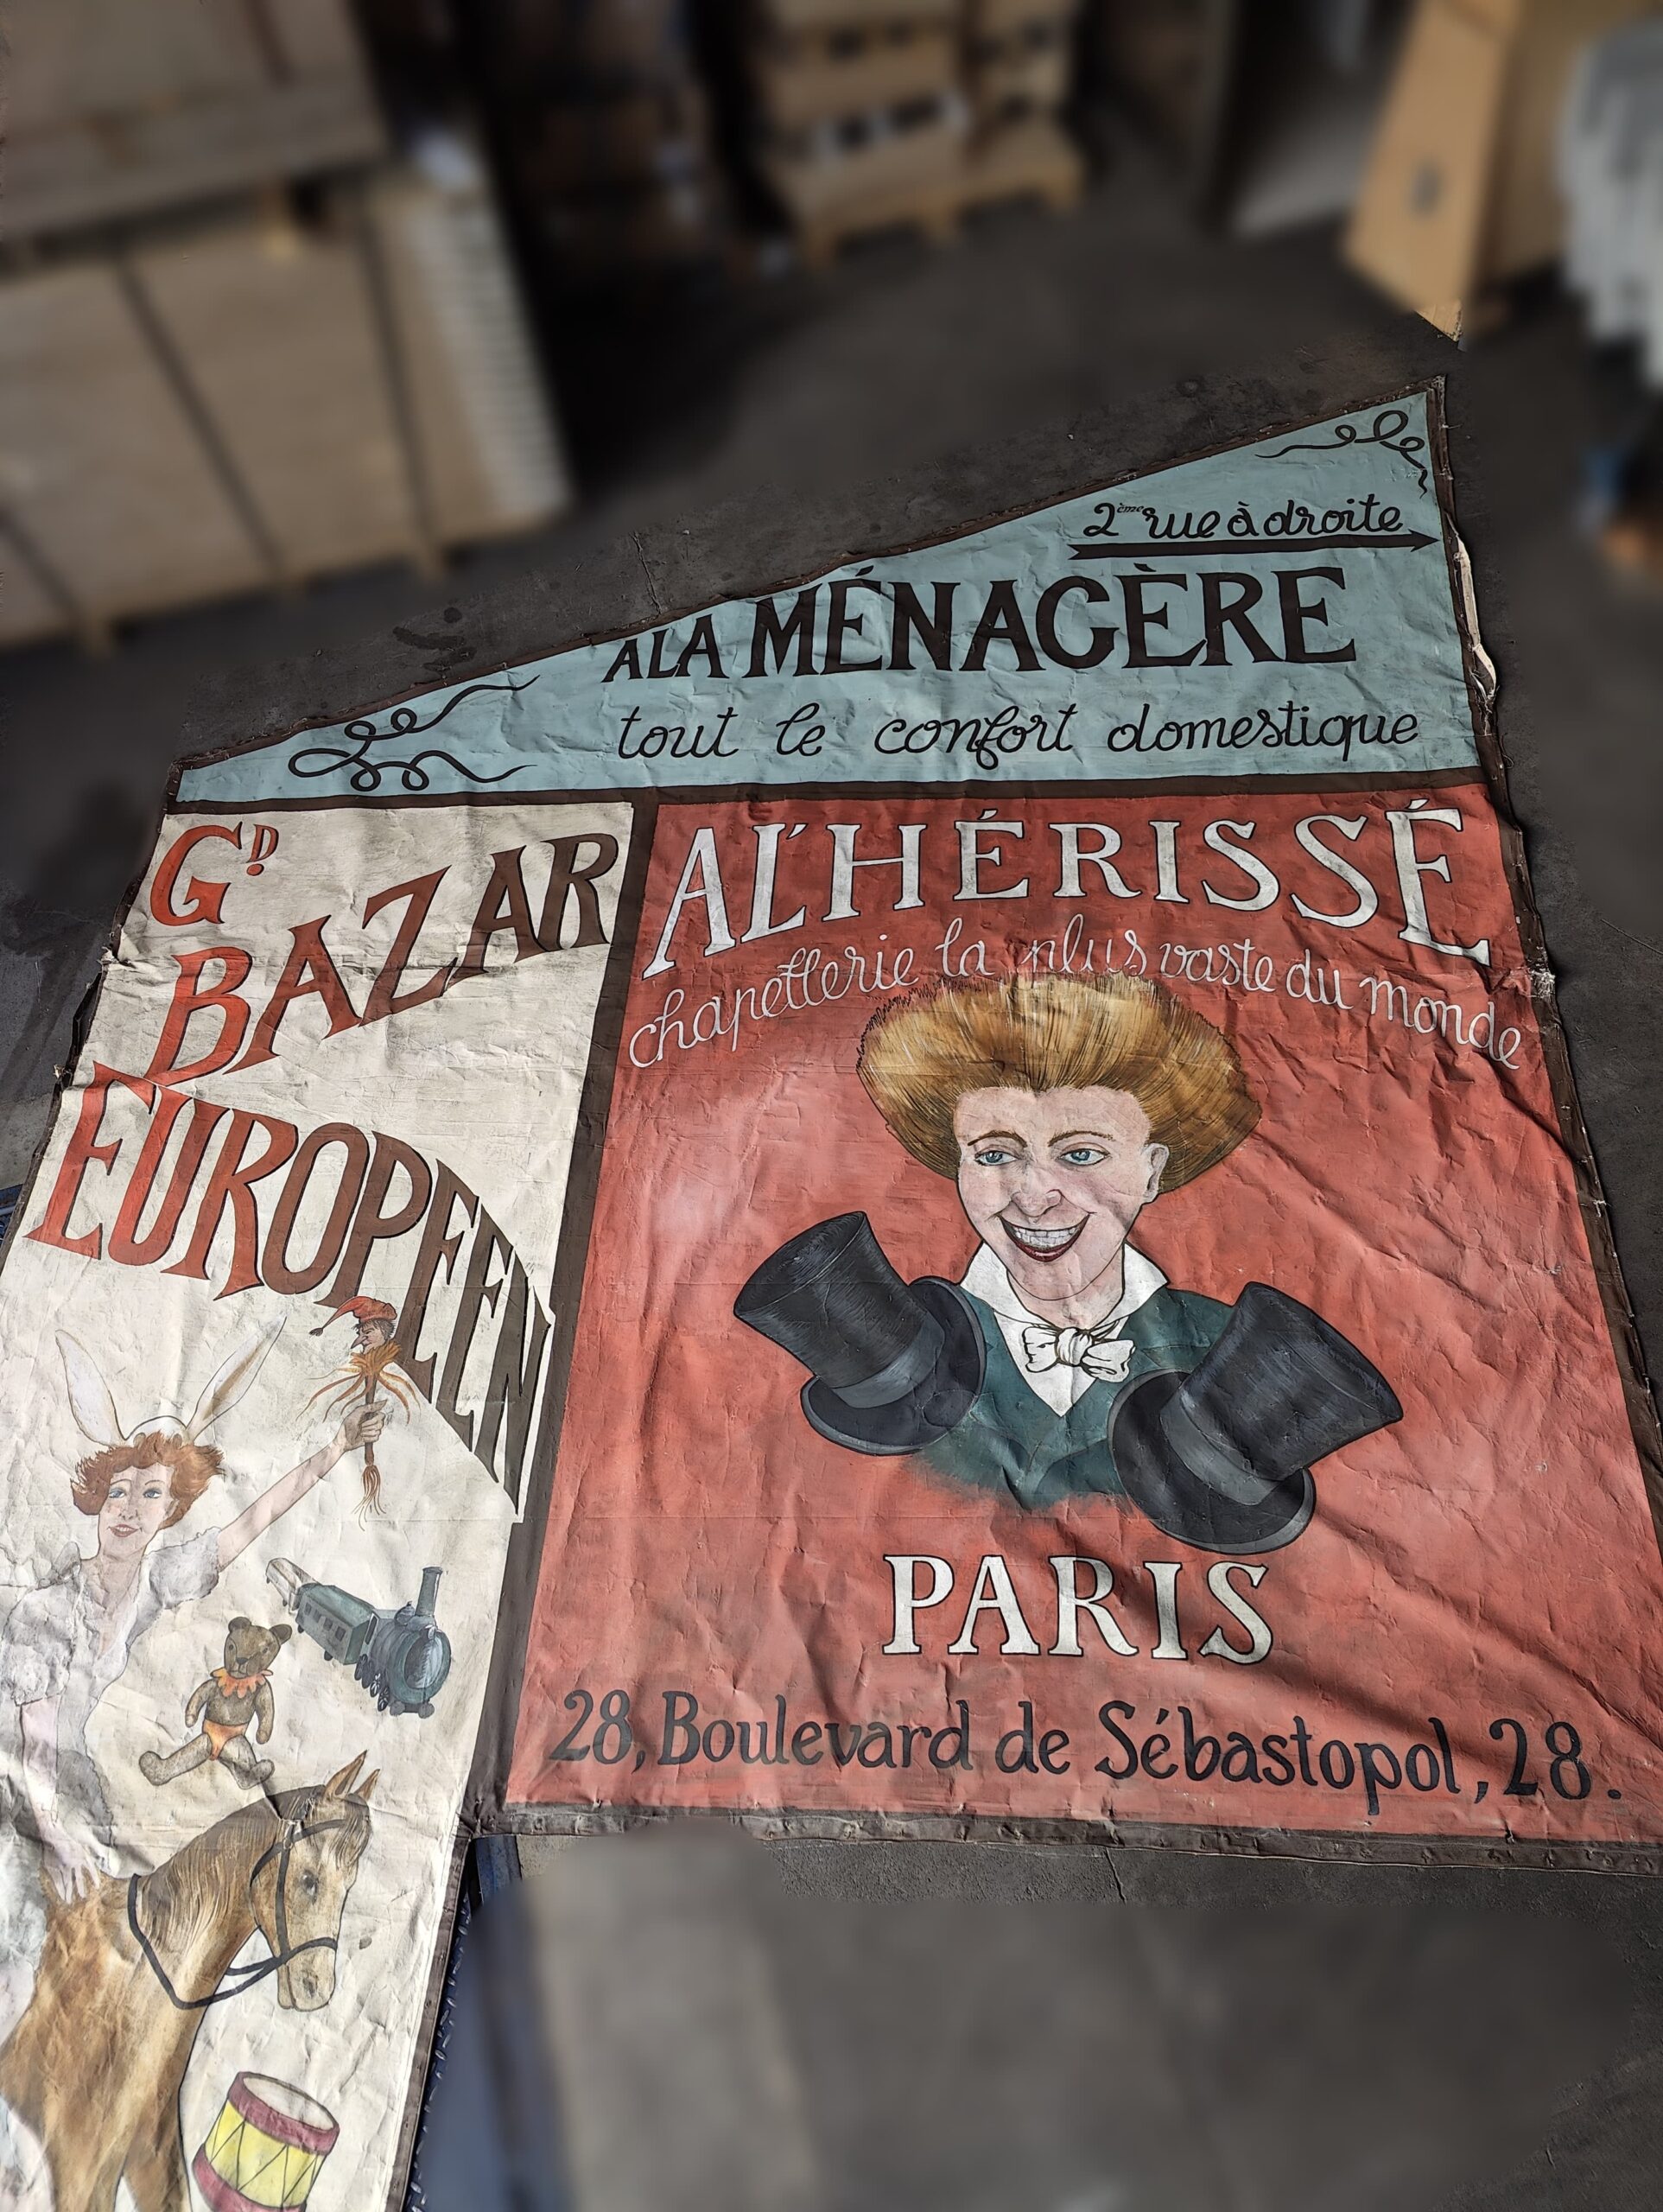 2ème rue à droite
A LA MÉNAGÈRE
tout le confort domestique
GD
BAZAR
EUROPEEN
A L'HÉRISSÉ
chapellerie la plus vaste du monde
PARIS
28, Boulevard de Sébastopol, 28.